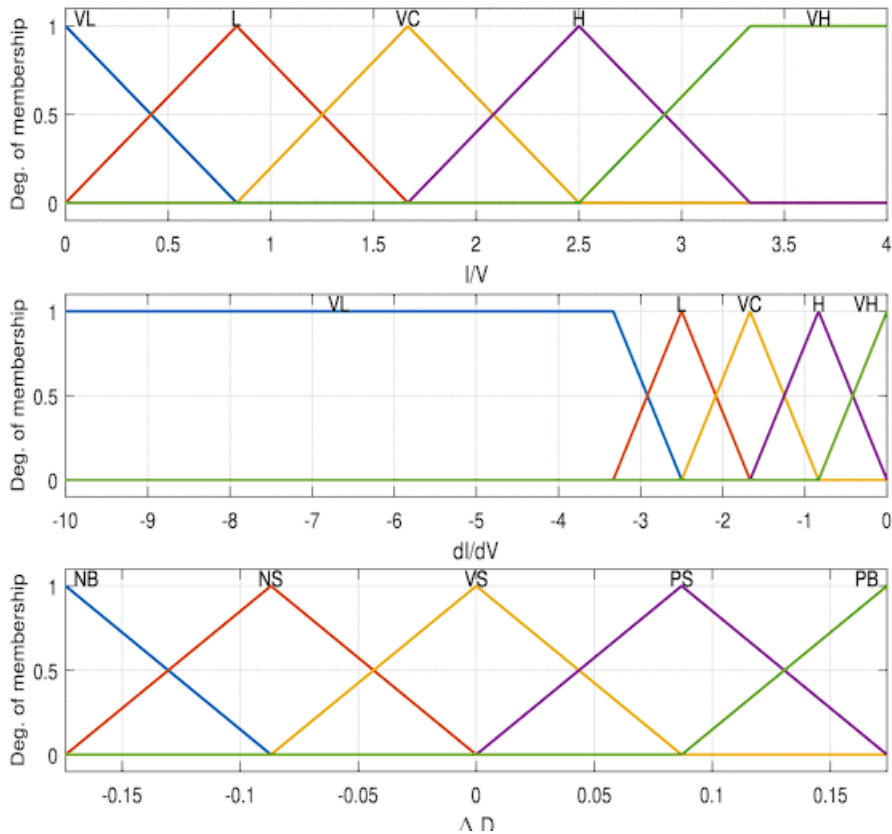 VL L VC H VH
1
0.5
0
Deg. of membership
0 0.5 1 1.5 2 2.5 3 3.5 4
I/V
VL L VC H VH
1
0.5
0
Deg. of membership
-10 -9 -8 -7 -6 -5 -4 -3 -2 -1 0
dI/dV
NB NS VS PS PB
1
0.5
0
Deg. of membership
-0.15 -0.1 -0.05 0 0.05 0.1 0.15
Δ D